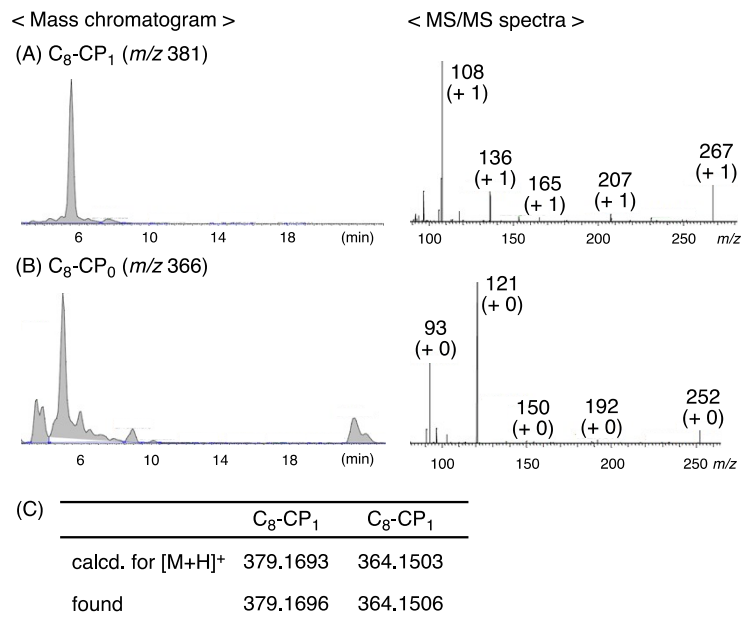 < Mass chromatogram >
< MS/MS spectra >
(A) C₈-CP₁ (m/z 381)
108
(+ 1)
136
(+ 1)
165
(+ 1)
207
(+ 1)
267
(+ 1)
6 10 14 18 (min)
100 150 200 250 m/z
(B) C₈-CP₀ (m/z 366)
121
(+ 0)
93
(+ 0)
150
(+ 0)
192
(+ 0)
252
(+ 0)
6 10 14 18 (min)
100 150 200 250 m/z
(C)
C₈-CP₁ C₈-CP₁
calcd. for [M+H]⁺ 379.1693 364.1503
found 379.1696 364.1506